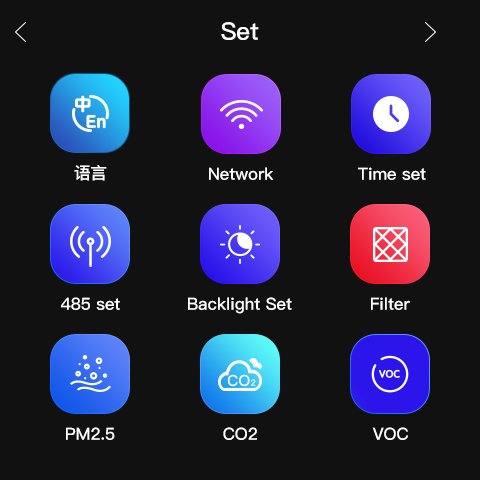 Set
中
En
语言
Network
Time set
485 set
Backlight Set
Filter
PM2.5
CO2
CO2
VOC
VOC